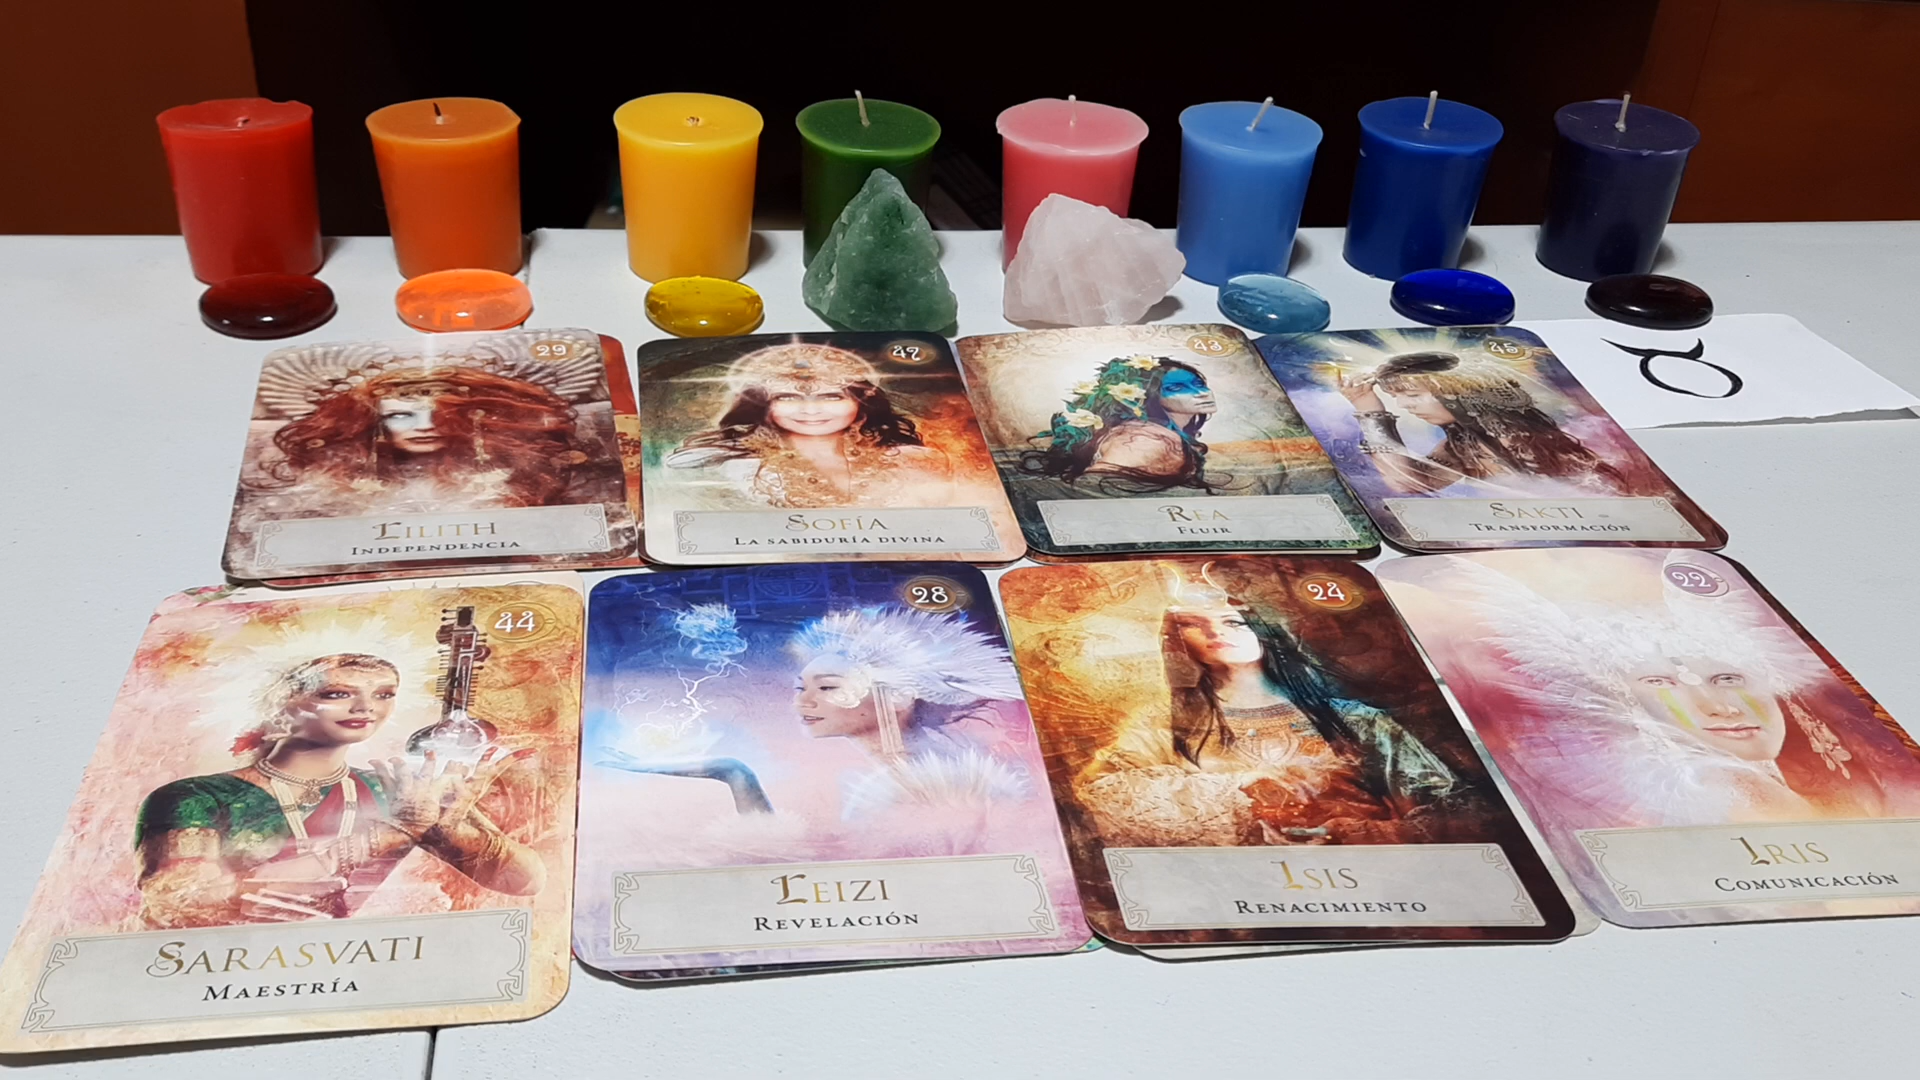 29
LILITH
INDEPENDENCIA
47
SOFÍA
LA SABIDURÍA DIVINA
43
REA
FLUIR
45
SAKTI
TRANSFORMACIÓN
♉
44
SARASVATI
MAESTRÍA
28
LEIZI
REVELACIÓN
24
ISIS
RENACIMIENTO
22
IRIS
COMUNICACIÓN